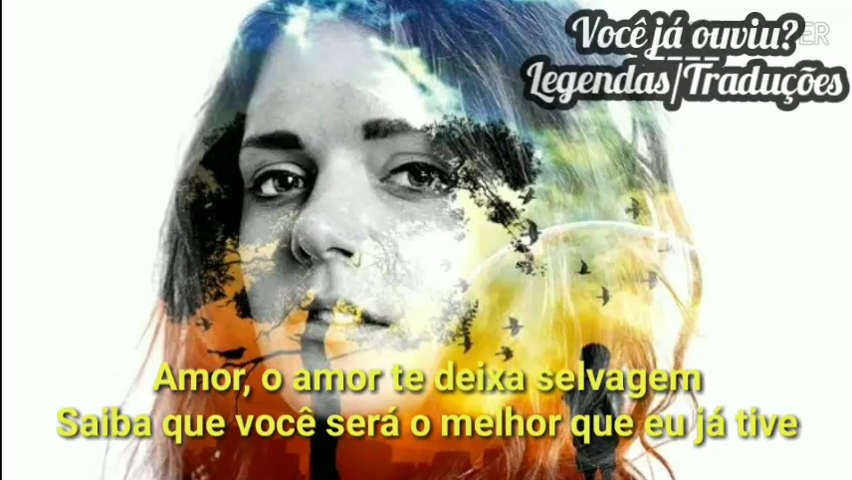 Você já ouviu?
Legendas/Traduções
Amor, o amor te deixa selvagem
Saiba que você será o melhor que eu já tive